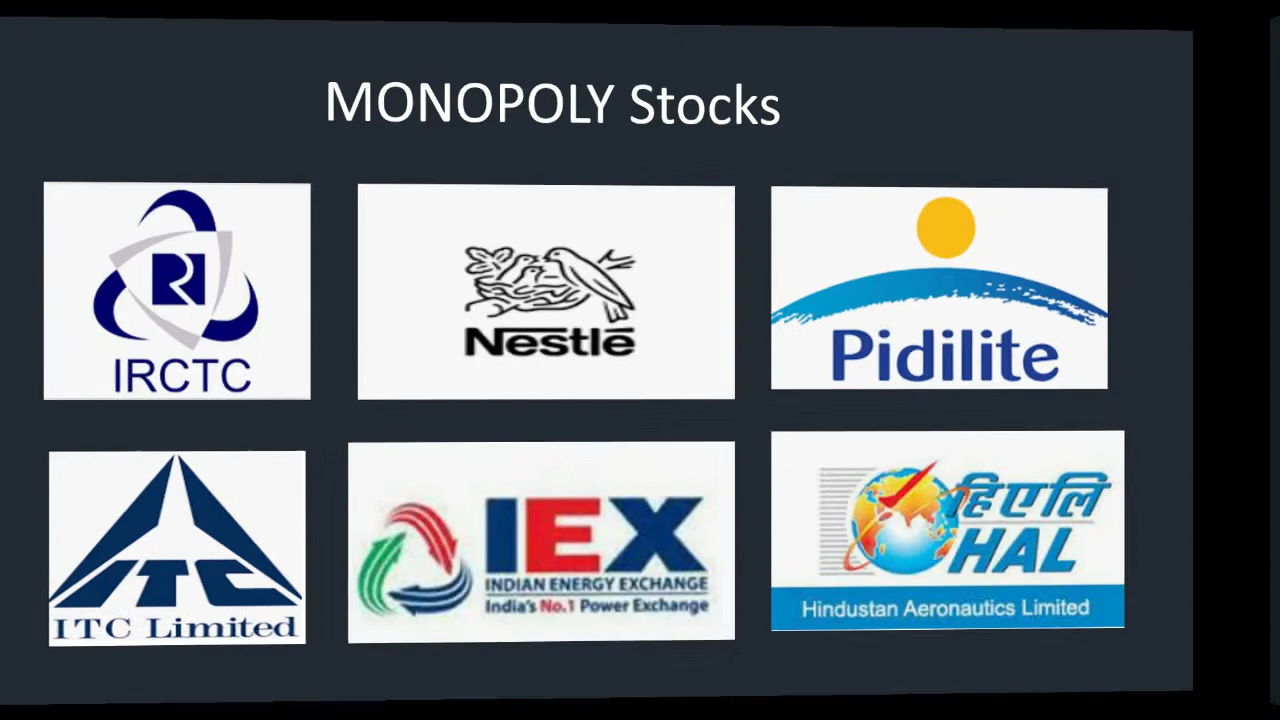 MONOPOLY Stocks
IRCTC
Nestlé
Pidilite
ITC
ITC Limited
IEX
INDIAN ENERGY EXCHANGE
India's No.1 Power Exchange
हिएलि
HAL
Hindustan Aeronautics Limited